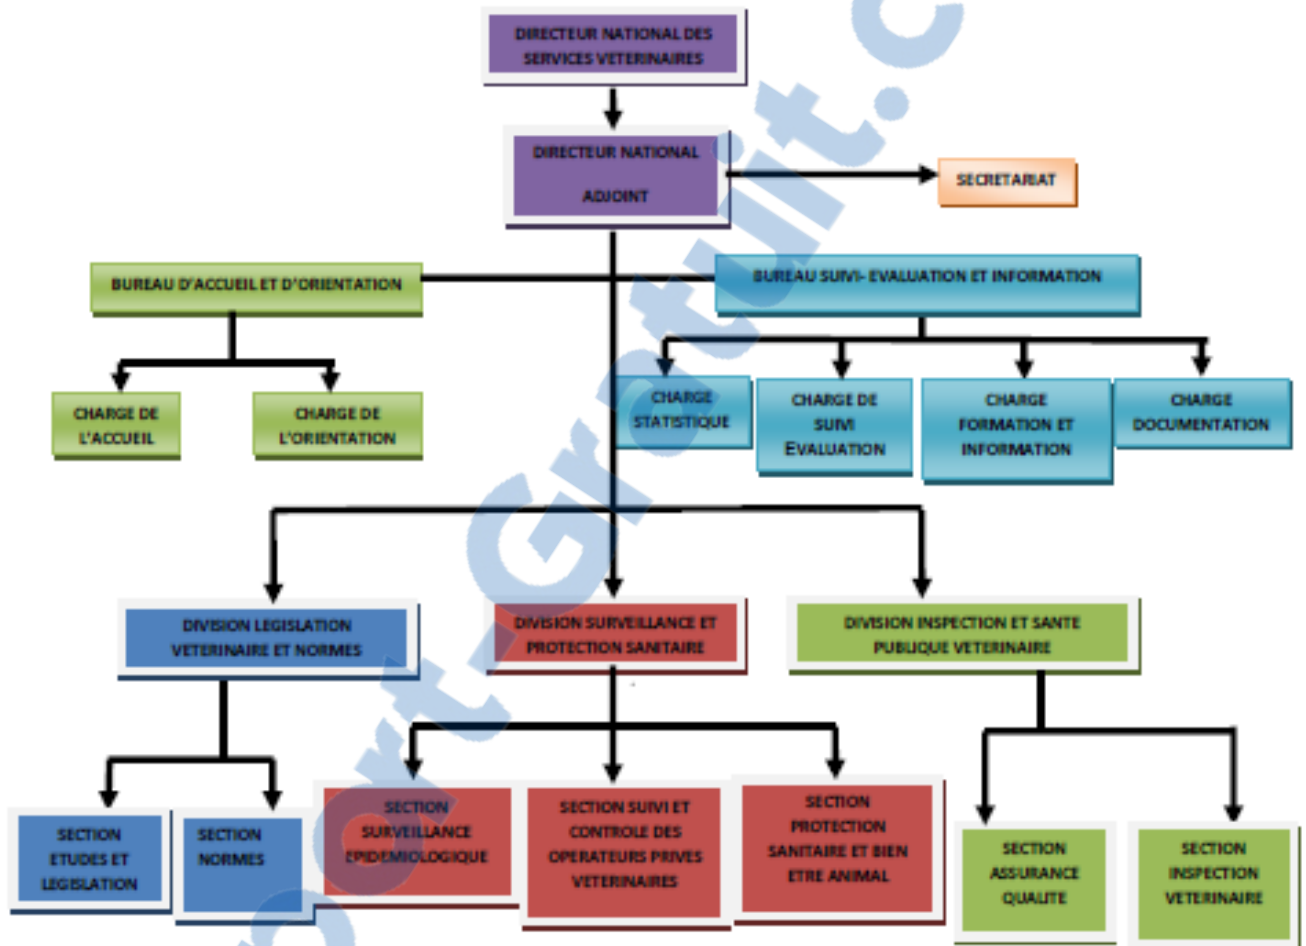 DIRECTEUR NATIONAL DES
SERVICES VETERINAIRES
DIRECTEUR NATIONAL
ADJOINT
SECRETARIAT
BUREAU D'ACCUEIL ET D'ORIENTATION
BUREAU SUIVI- EVALUATION ET INFORMATION
CHARGE DE
L'ACCUEIL
CHARGE DE
L'ORIENTATION
CHARGE
STATISTIQUE
CHARGE DE
SUIVI
EVALUATION
CHARGE
FORMATION ET
INFORMATION
CHARGE
DOCUMENTATION
DIVISION LEGISLATION
VETERINAIRE ET NORMES
DIVISION SURVEILLANCE ET
PROTECTION SANITAIRE
DIVISION INSPECTION ET SANTE
PUBLIQUE VETERINAIRE
SECTION
ETUDES ET
LEGISLATION
SECTION
NORMES
SECTION
SURVEILLANCE
EPIDEMIOLOGIQUE
SECTION SUIVI ET
CONTROLE DES
OPERATEURS PRIVES
VETERINAIRES
SECTION
PROTECTION
SANITAIRE ET BIEN
ETRE ANIMAL
SECTION
ASSURANCE
QUALITE
SECTION
INSPECTION
VETERINAIRE
ort-Gratuit.c